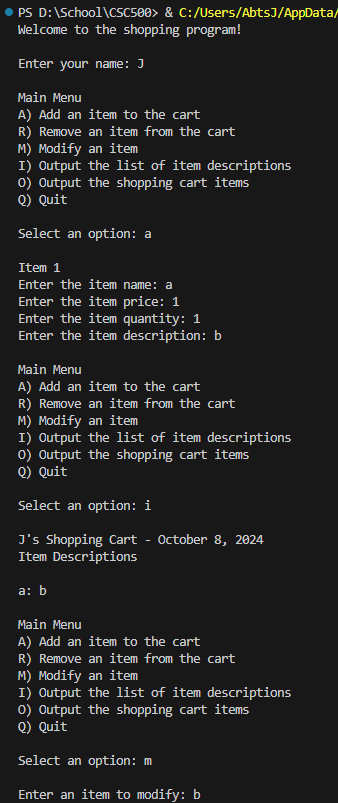 PS D:\School\CSC500> & C:/Users/AbtsJ/AppData/
Welcome to the shopping program!
Enter your name: J
Main Menu
A) Add an item to the cart
R) Remove an item from the cart
M) Modify an item
I) Output the list of item descriptions
O) Output the shopping cart items
Q) Quit
Select an option: a
Item 1
Enter the item name: a
Enter the item price: 1
Enter the item quantity: 1
Enter the item description: b
Main Menu
A) Add an item to the cart
R) Remove an item from the cart
M) Modify an item
I) Output the list of item descriptions
O) Output the shopping cart items
Q) Quit
Select an option: i
J's Shopping Cart - October 8, 2024
Item Descriptions
a: b
Main Menu
A) Add an item to the cart
R) Remove an item from the cart
M) Modify an item
I) Output the list of item descriptions
O) Output the shopping cart items
Q) Quit
Select an option: m
Enter an item to modify: b